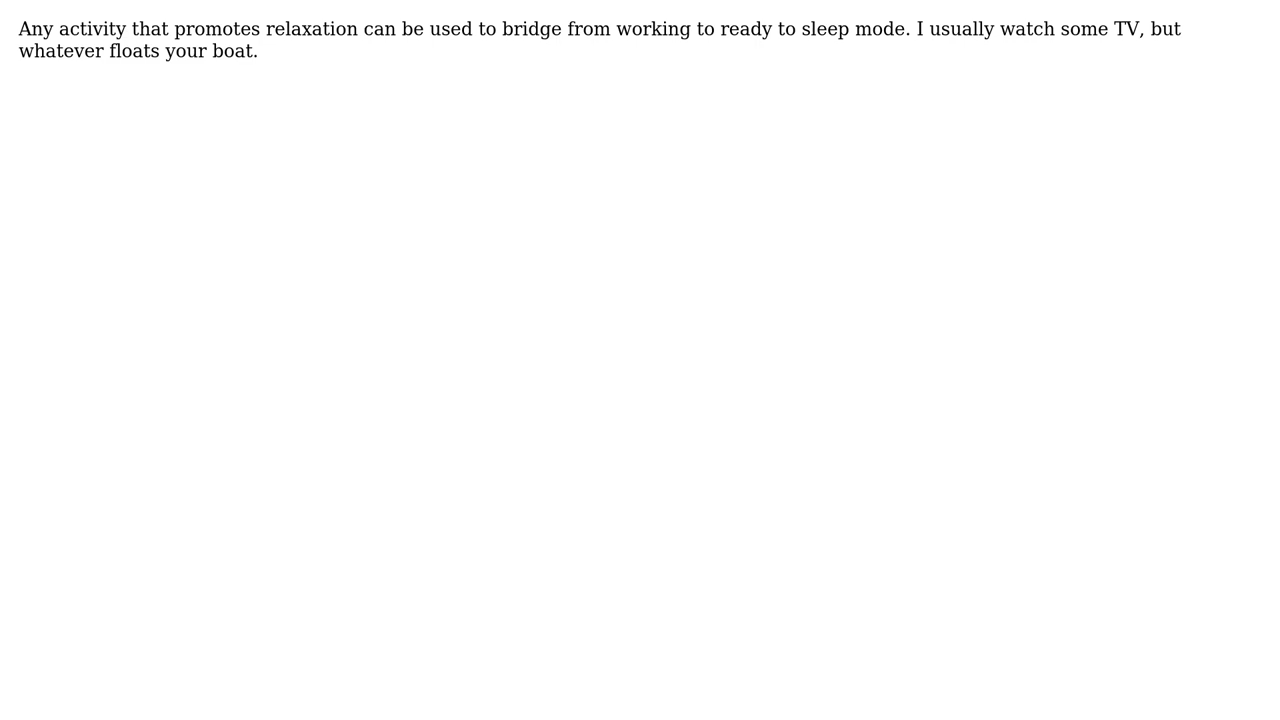 Any activity that promotes relaxation can be used to bridge from working to ready to sleep mode. I usually watch some TV, but
whatever floats your boat.